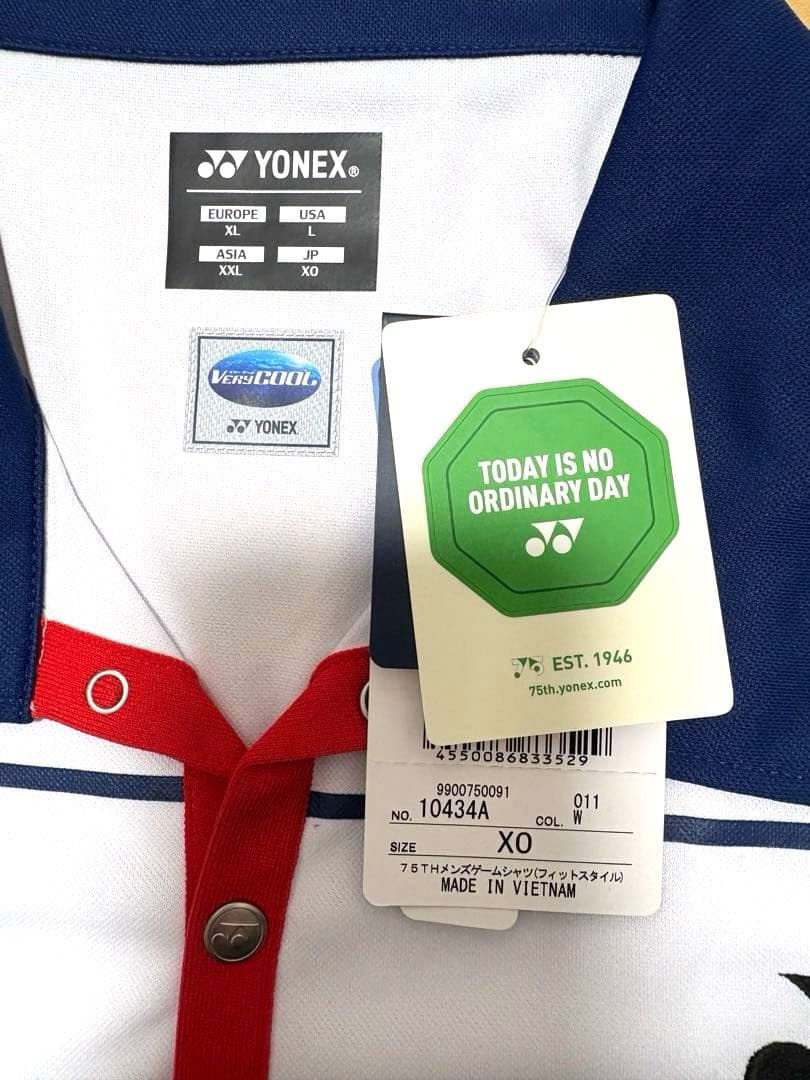 YONEX®
EUROPE USA
XL L
ASIA JP
XXL XO
VERYCOOL
YONEX
TODAY IS NO
ORDINARY DAY
75 EST. 1946
75th.yonex.com
4550086833529
9900750091
NO. 10434A COL. 011 W
SIZE XO
75THメンズゲームシャツ(フィットスタイル)
MADE IN VIETNAM